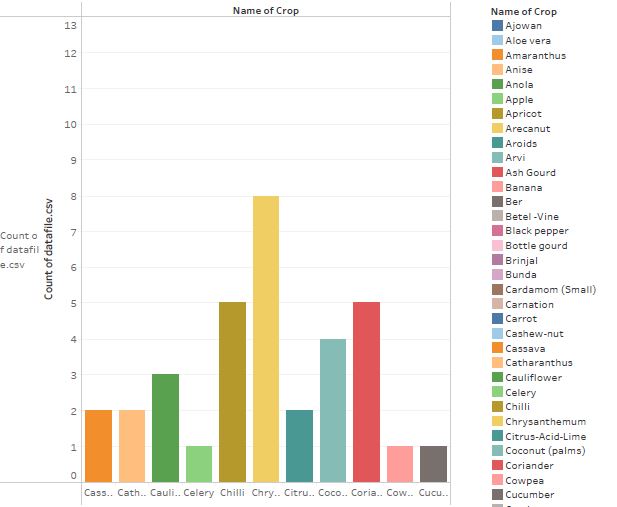 Name of Crop
13
12
11
10
9
8
7
6
5
4
3
2
1
0
Count of datafile.csv
Count o
f datafil
e.csv
Cass.. Cath.. Cauli.. Celery Chilli Chry.. Citru.. Coco.. Coria.. Cow.. Cucu..
Name of Crop
Ajowan
Aloe vera
Amaranthus
Anise
Anola
Apple
Apricot
Arecanut
Aroids
Arvi
Ash Gourd
Banana
Ber
Betel -Vine
Black pepper
Bottle gourd
Brinjal
Bunda
Cardamom (Small)
Carnation
Carrot
Cashew-nut
Cassava
Catharanthus
Cauliflower
Celery
Chilli
Chrysanthemum
Citrus-Acid-Lime
Coconut (palms)
Coriander
Cowpea
Cucumber